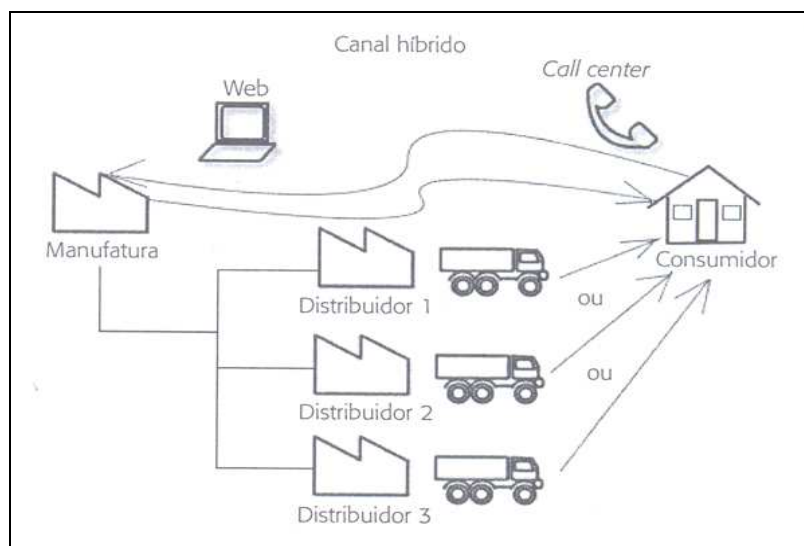 Canal híbrido
Call center
Web
Manufatura
Consumidor
Distribuidor 1
ou
ou
Distribuidor 2
Distribuidor 3